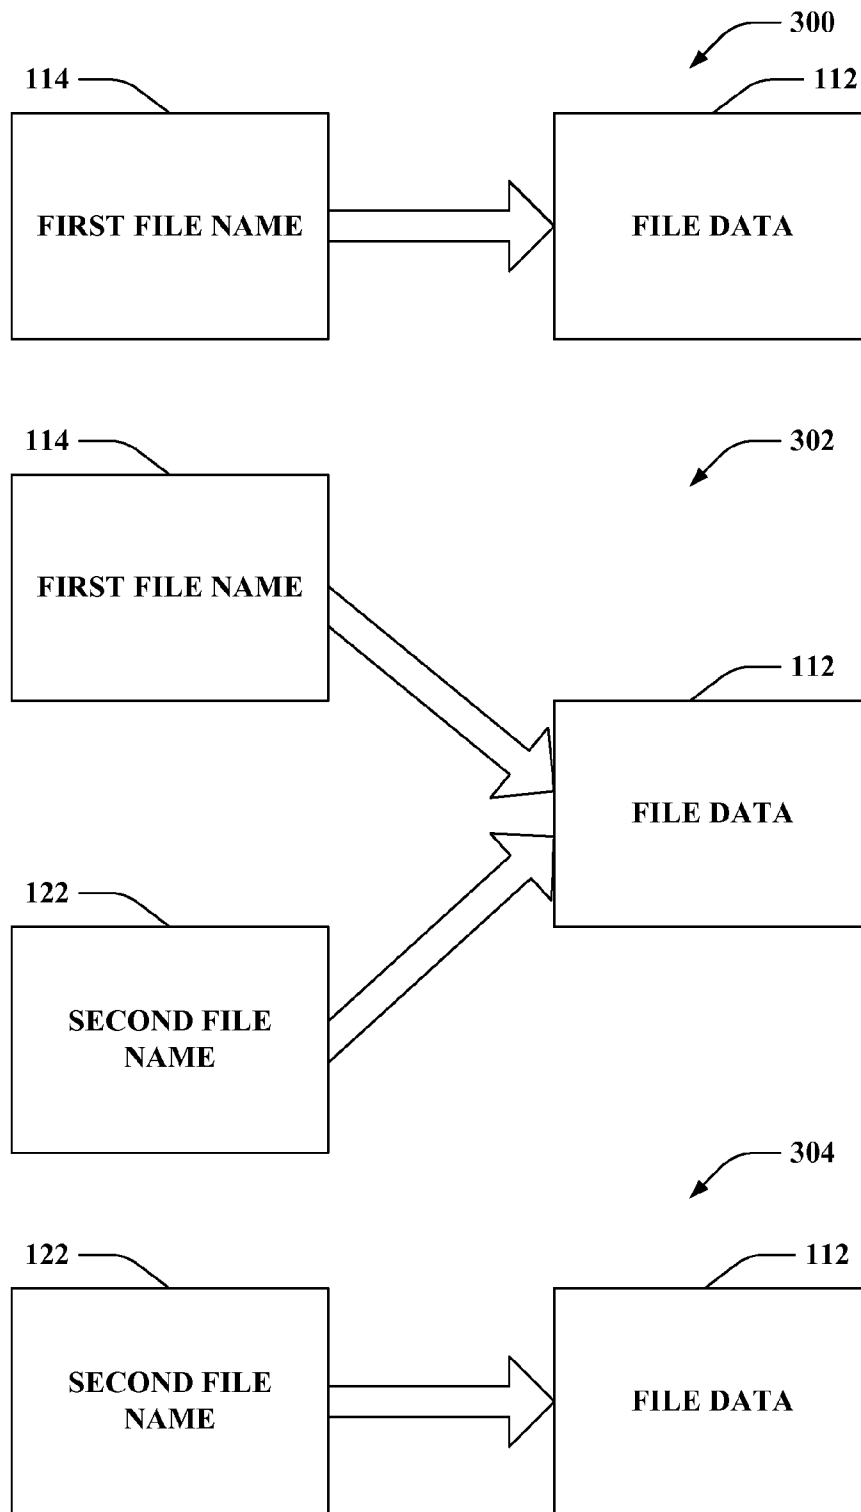 300
114
112
FIRST FILE NAME
FILE DATA
114
302
FIRST FILE NAME
112
FILE DATA
122
SECOND FILE
NAME
304
122
112
SECOND FILE
NAME
FILE DATA